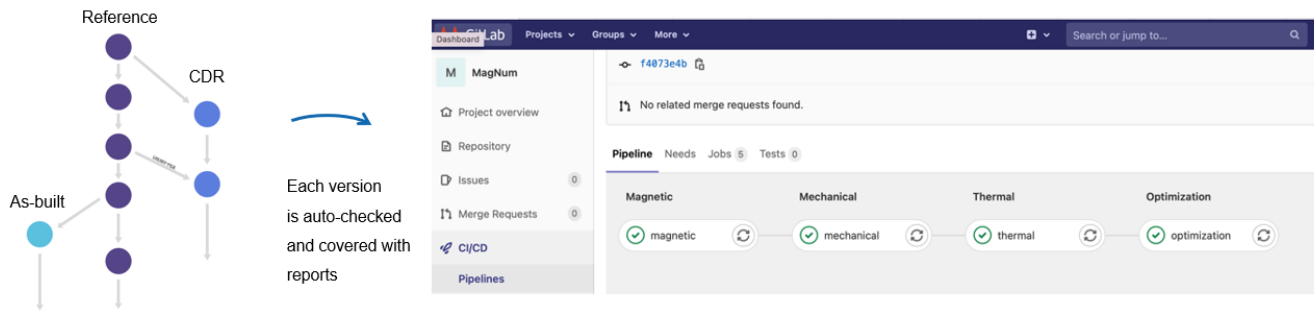 Reference
CDR
As-built
Each version
is auto-checked
and covered with
reports
Dashboard
Lab
Projects
Groups
More
Search or jump to...
M
MagNum
Project overview
Repository
Issues
0
Merge Requests
0
CI/CD
Pipelines
f4073e4b
No related merge requests found.
Pipeline Needs Jobs 5 Tests 0
Magnetic Mechanical Thermal Optimization
magnetic mechanical thermal optimization